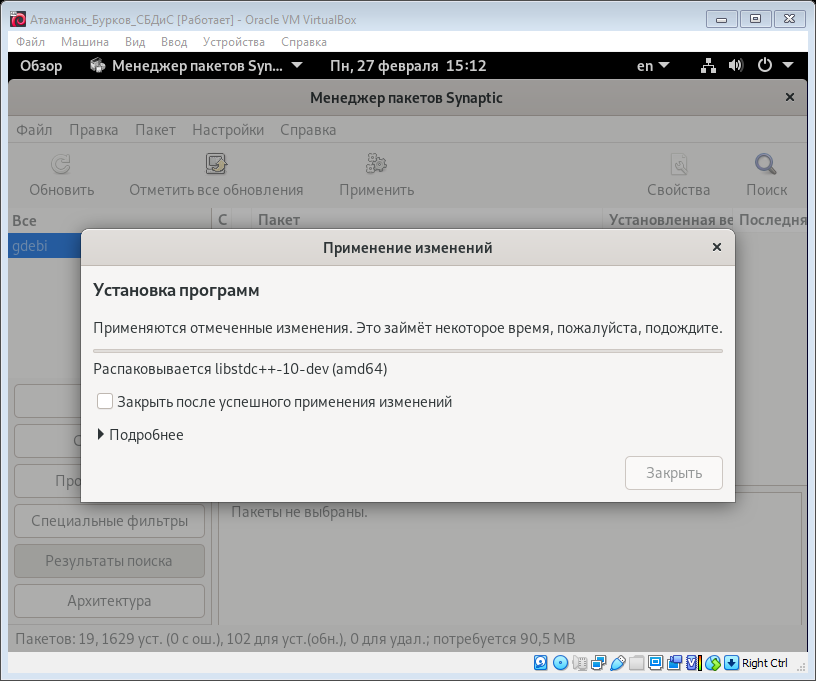 Атаманюк_Бурков_СБДиС [Работает] - Oracle VM VirtualBox
Файл Машина Вид Ввод Устройства Справка
Обзор Менеджер пакетов Syn... Пн, 27 февраля 15:12 en
Менеджер пакетов Synaptic
Файл Правка Пакет Настройки Справка
Обновить Отметить все обновления Применить Свойства Поиск
Все С Пакет Установленная ве Последня
gdebi
Применение изменений
Установка программ
Применяются отмеченные изменения. Это займёт некоторое время, пожалуйста, подождите.
Распаковывается libstdc++-10-dev (amd64)
Закрыть после успешного применения изменений
Подробнее
Закрыть
С
Про
Пакеты не выбраны.
Специальные фильтры
Результаты поиска
Архитектура
Пакетов: 19, 1629 уст. (0 с ош.), 102 для уст.(обн.), 0 для удал.; потребуется 90,5 MB
Right Ctrl